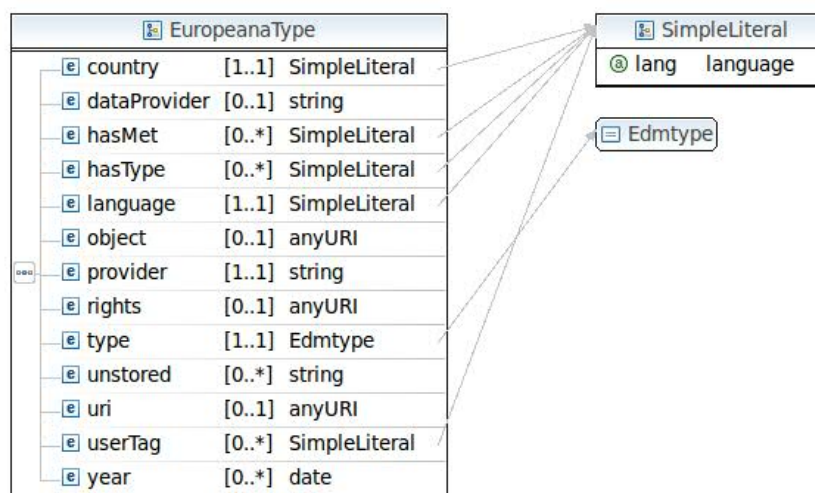 EuropeanaType
country [1..1] SimpleLiteral
dataProvider [0..1] string
hasMet [0..*] SimpleLiteral
hasType [0..*] SimpleLiteral
language [1..1] SimpleLiteral
object [0..1] anyURI
provider [1..1] string
rights [0..1] anyURI
type [1..1] Edmtype
unstored [0..*] string
uri [0..1] anyURI
userTag [0..*] SimpleLiteral
year [0..*] date
SimpleLiteral
lang language
Edmtype